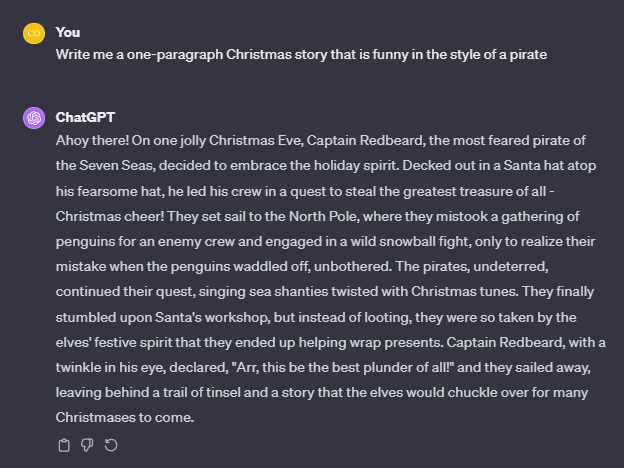 CO
You
Write me a one-paragraph Christmas story that is funny in the style of a pirate
ChatGPT
Ahoy there! On one jolly Christmas Eve, Captain Redbeard, the most feared pirate of
the Seven Seas, decided to embrace the holiday spirit. Decked out in a Santa hat atop
his fearsome hat, he led his crew in a quest to steal the greatest treasure of all -
Christmas cheer! They set sail to the North Pole, where they mistook a gathering of
penguins for an enemy crew and engaged in a wild snowball fight, only to realize their
mistake when the penguins waddled off, unbothered. The pirates, undeterred,
continued their quest, singing sea shanties twisted with Christmas tunes. They finally
stumbled upon Santa's workshop, but instead of looting, they were so taken by the
elves' festive spirit that they ended up helping wrap presents. Captain Redbeard, with a
twinkle in his eye, declared, "Arr, this be the best plunder of all!" and they sailed away,
leaving behind a trail of tinsel and a story that the elves would chuckle over for many
Christmases to come.